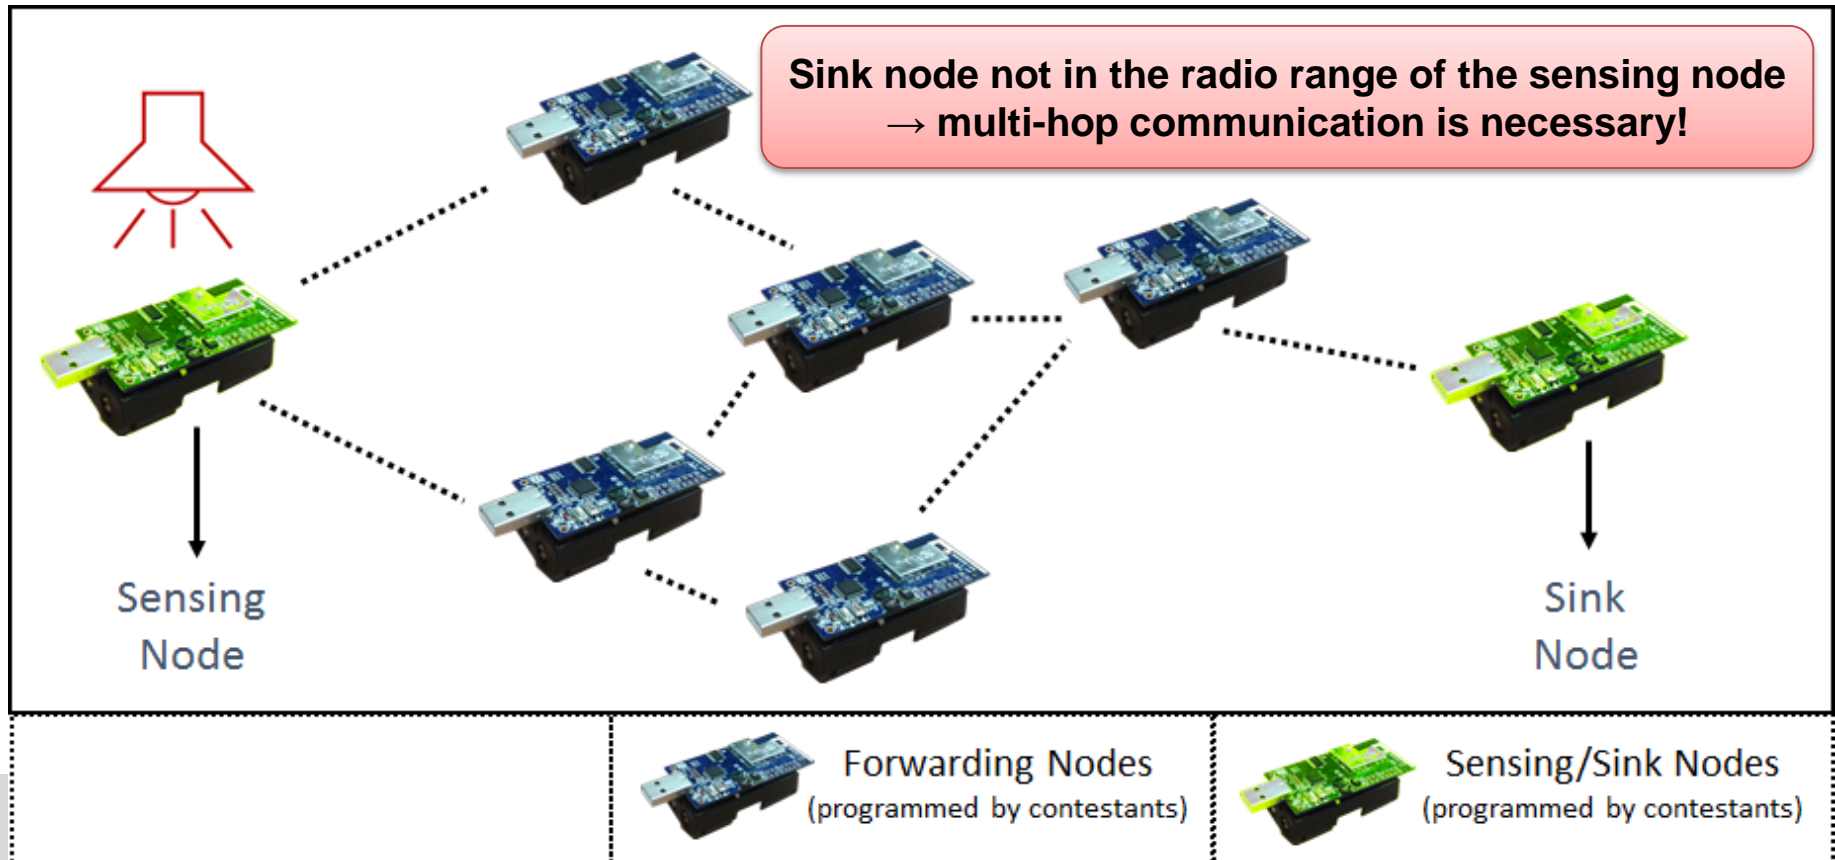 Sink node not in the radio range of the sensing node
→ multi-hop communication is necessary!
Sensing
Node
Sink
Node
Forwarding Nodes
(programmed by contestants)
Sensing/Sink Nodes
(programmed by contestants)